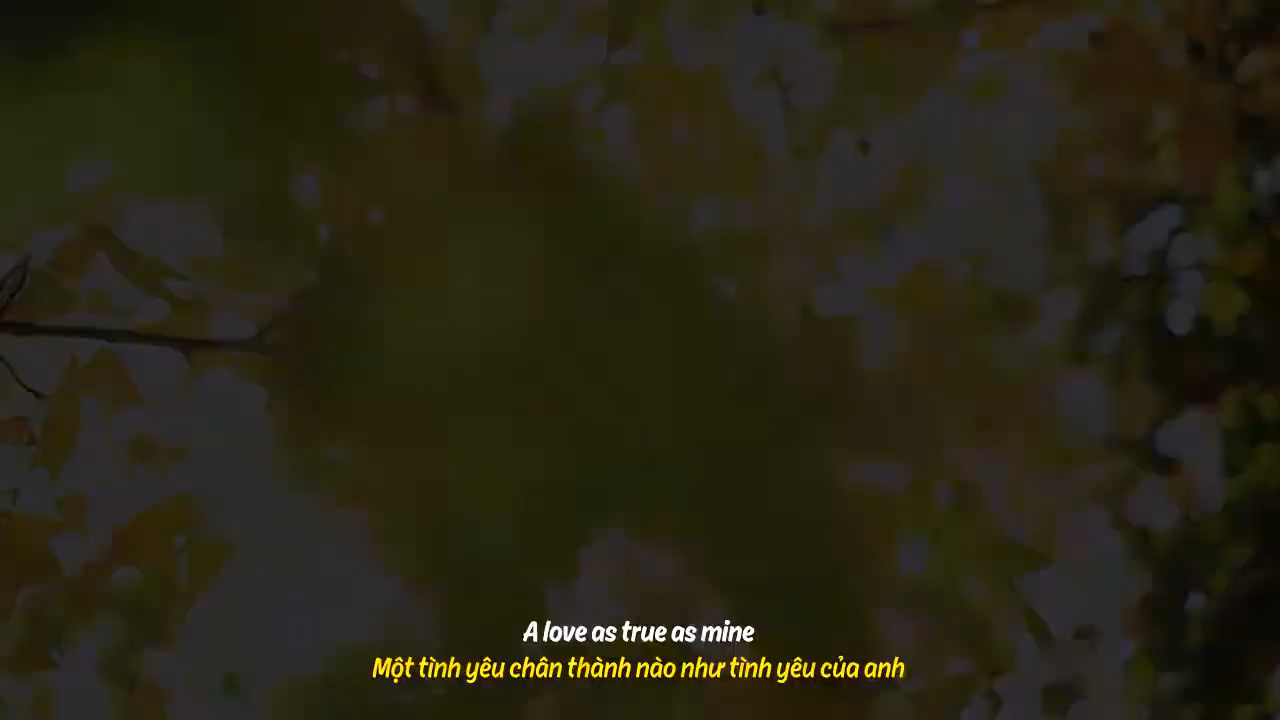 A love as true as mine
Một tình yêu chân thành nào như tình yêu của anh